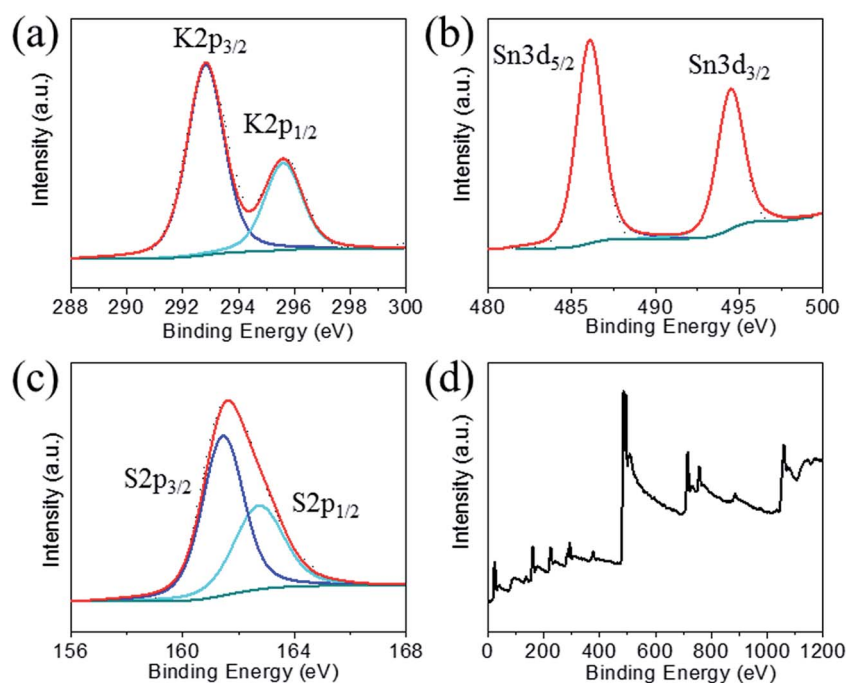 (a)
K2p3/2
K2p1/2
Intensity (a.u.)
288 290 292 294 296 298 300
Binding Energy (eV)
(b)
Sn3d5/2
Sn3d3/2
Intensity (a.u.)
480 485 490 495 500
Binding Energy (eV)
(c)
S2p3/2
S2p1/2
Intensity (a.u.)
156 160 164 168
Binding Energy (eV)
(d)
Intensity (a.u.)
0 200 400 600 800 1000 1200
Binding Energy (eV)